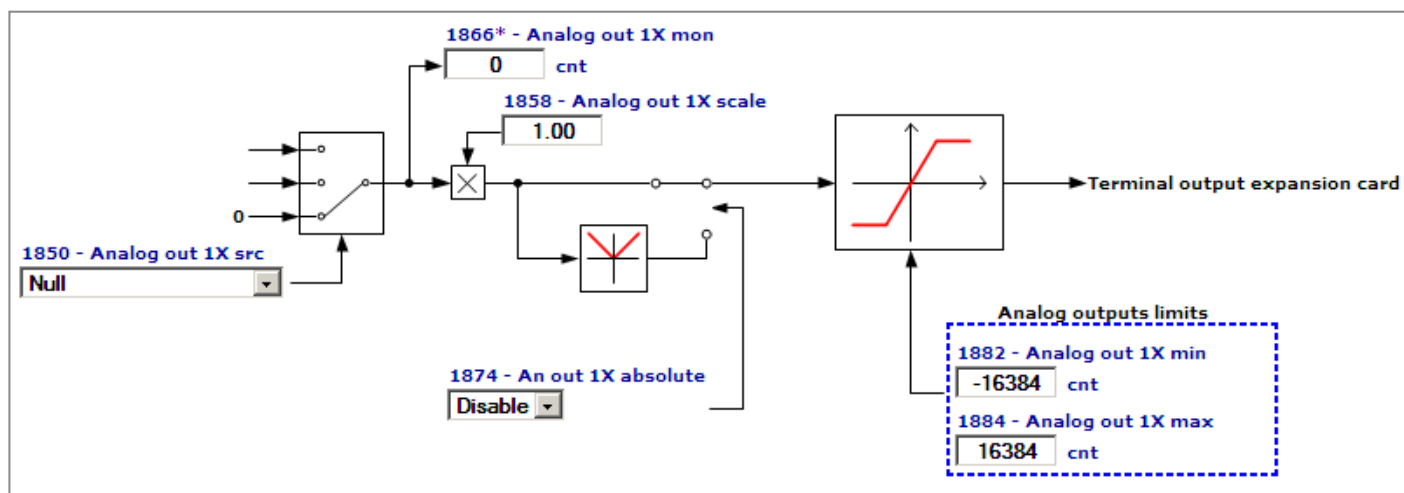 1866* - Analog out 1X mon
0 cnt
1858 - Analog out 1X scale
1.00
0
1850 - Analog out 1X src
Null
Terminal output expansion card
1874 - An out 1X absolute
Disable
Analog outputs limits
1882 - Analog out 1X min
-16384 cnt
1884 - Analog out 1X max
16384 cnt